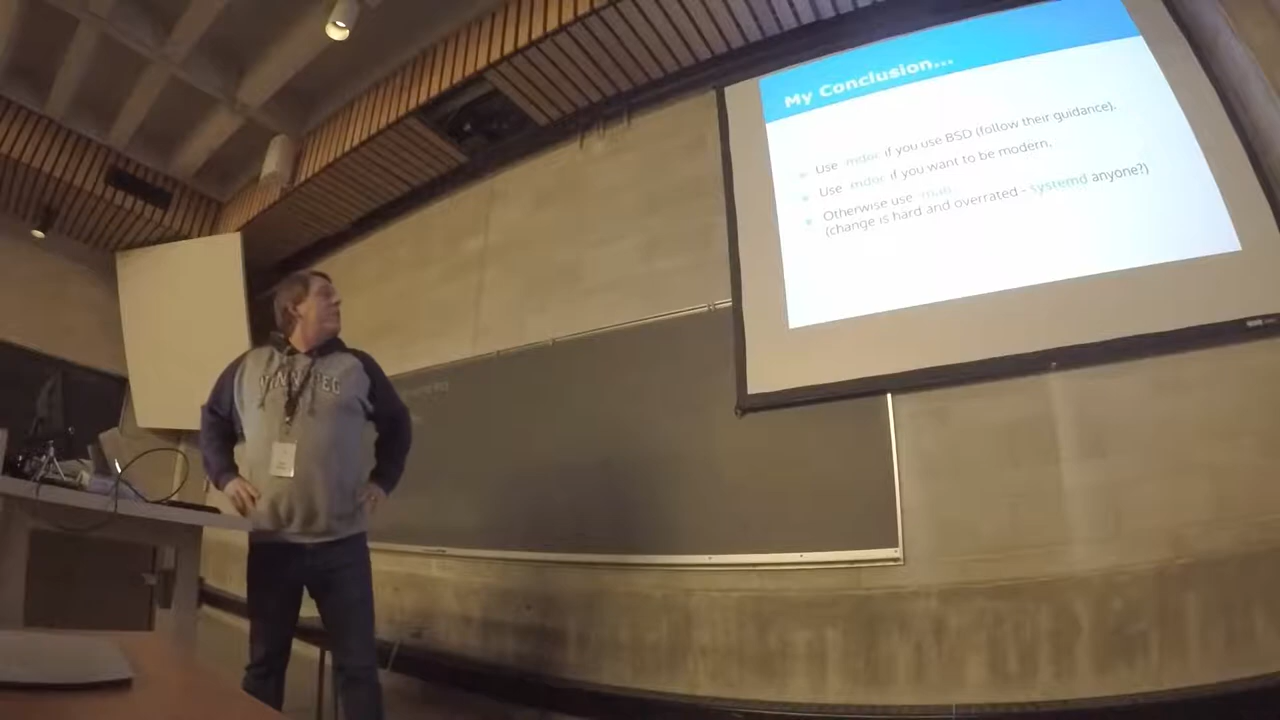 My Conclusion...
Use mdoc if you use BSD (follow their guidance).
Use mdoc if you want to be modern.
Otherwise use man
(change is hard and overrated - systemd anyone?)
WINNIPEG